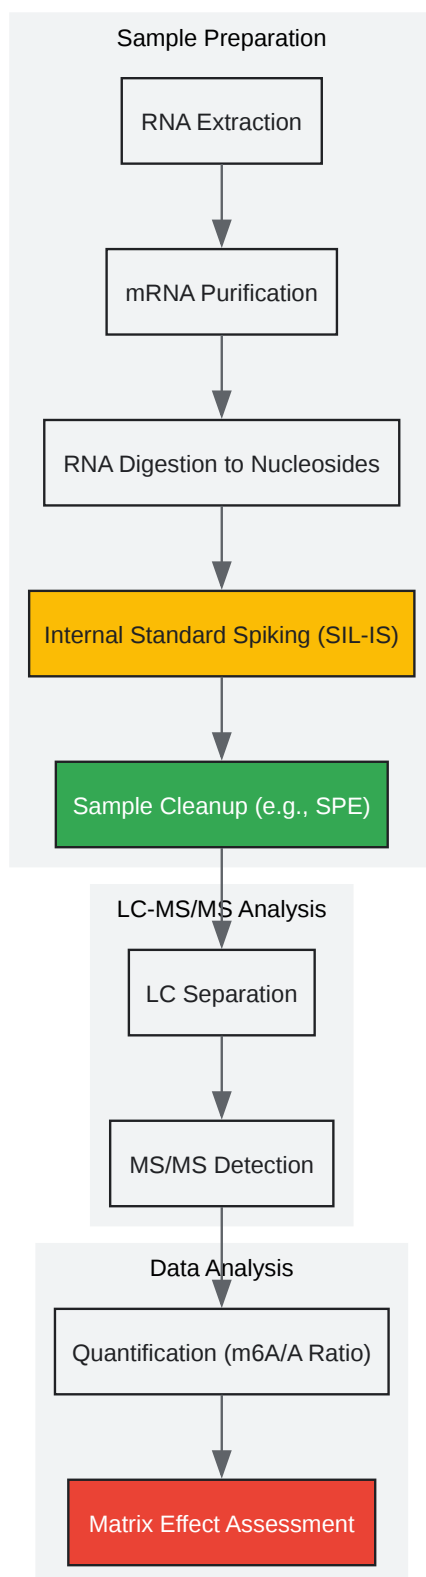 Sample Preparation
RNA Extraction
mRNA Purification
RNA Digestion to Nucleosides
Internal Standard Spiking (SIL-IS)
Sample Cleanup (e.g., SPE)
LC-MS/MS Analysis
LC Separation
MS/MS Detection
Data Analysis
Quantification (m6A/A Ratio)
Matrix Effect Assessment